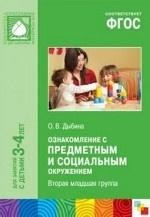 СООТВЕТСТВУЕТ
ФГОС
Для занятий
с детьми 3-4 лет
О. В. Дыбина
ОЗНАКОМЛЕНИЕ С
ПРЕДМЕТНЫМ И СОЦИАЛЬНЫМ
ОКРУЖЕНИЕМ
Вторая младшая группа